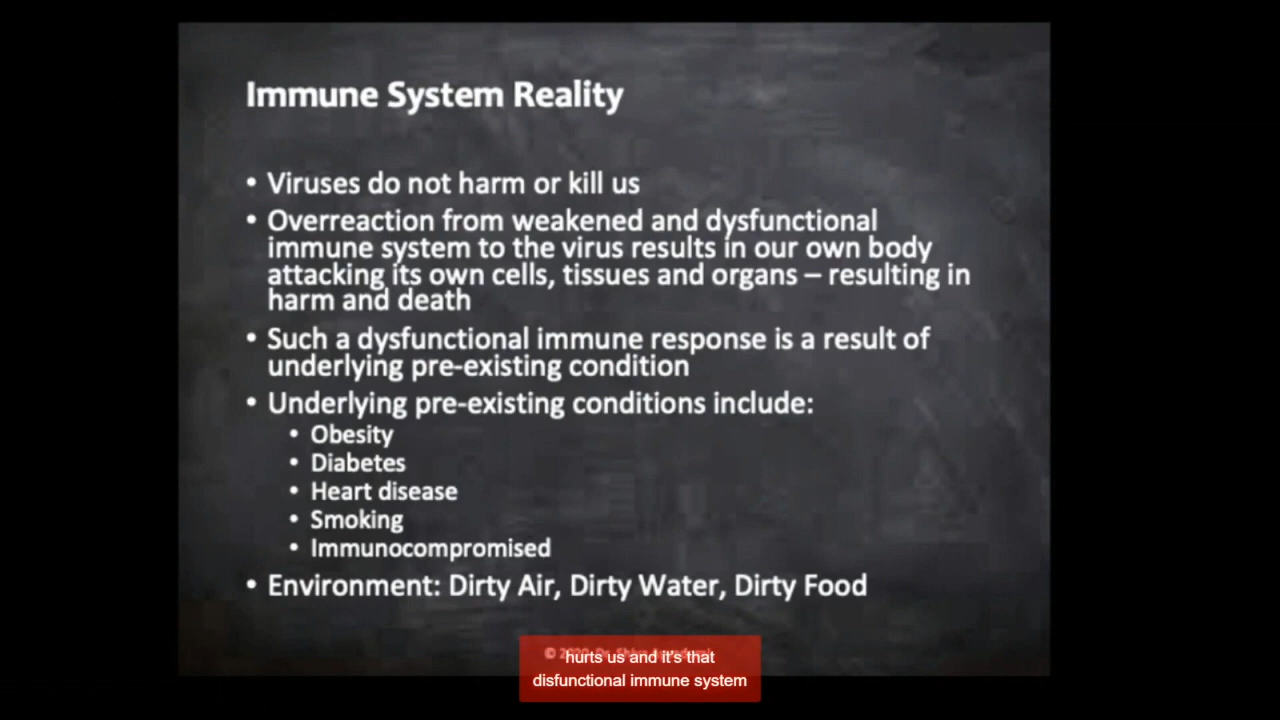 Immune System Reality
• Viruses do not harm or kill us
• Overreaction from weakened and dysfunctional
immune system to the virus results in our own body
attacking its own cells, tissues and organs – resulting in
harm and death
• Such a dysfunctional immune response is a result of
underlying pre-existing condition
• Underlying pre-existing conditions include:
• Obesity
• Diabetes
• Heart disease
• Smoking
• Immunocompromised
• Environment: Dirty Air, Dirty Water, Dirty Food
©
hurts us and it's that
disfunctional immune system